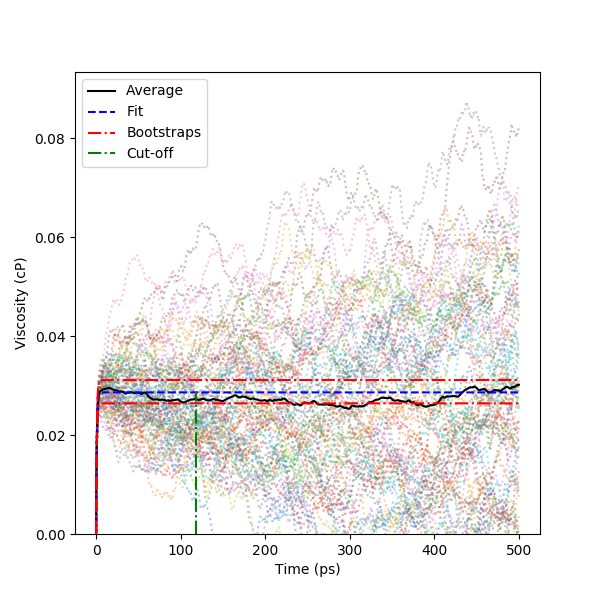 Average
Fit
Bootstraps
Cut-off
Viscosity (cP)
0.08
0.06
0.04
0.02
0.00
0 100 200 300 400 500
Time (ps)